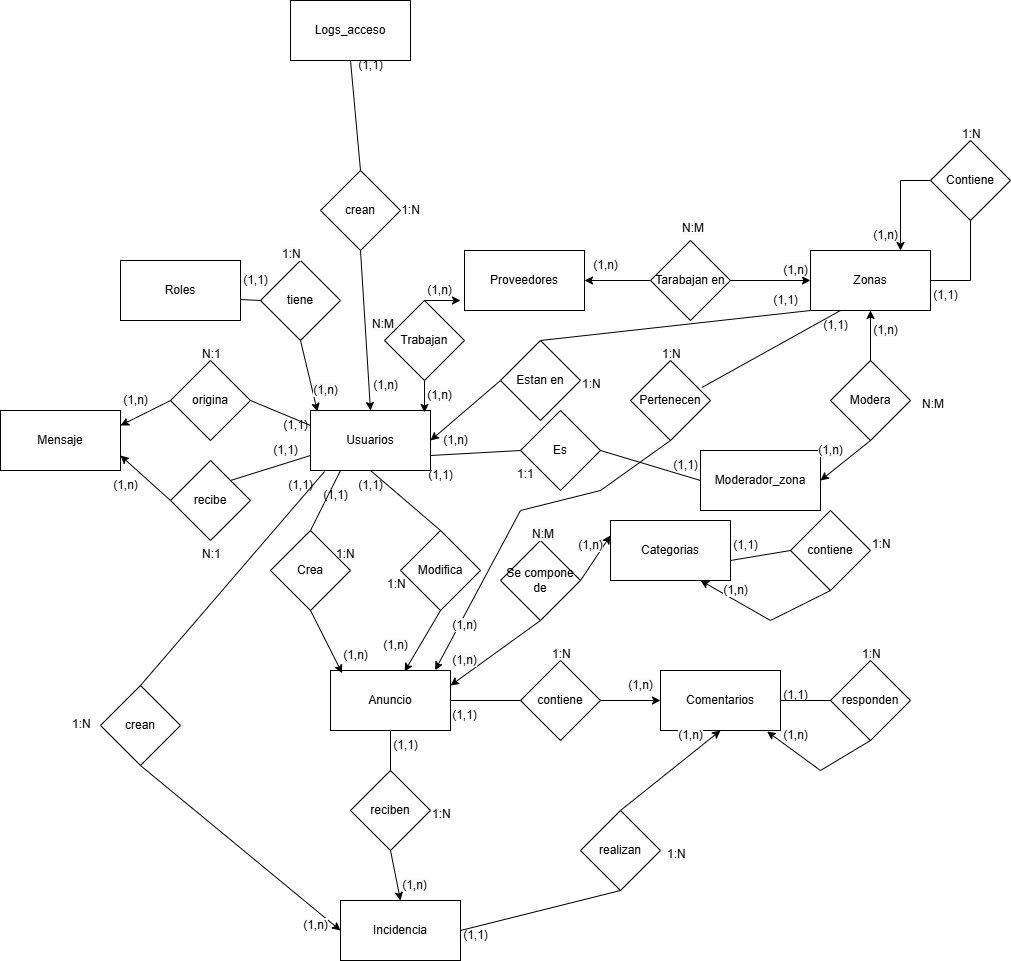 Logs_acceso
(1,1)
1:N
crean
1:N
Contiene
N:M
(1,n)
1:N
(1,n)
(1,n)
Roles
(1,1)
tiene
(1,n)
Proveedores
Tarabajan en
Zonas
(1,1)
(1,1)
N:M
Trabajan
(1,1)
(1,n)
N:1
1:N
(1,n)
(1,n)
(1,n)
Estan en
1:N
origina
Pertenecen
Modera
N:M
(1,n)
(1,1)
Mensaje
Usuarios
(1,n)
(1,1)
Es
(1,n)
(1,1)
1:1
(1,1)
Moderador_zona
(1,n)
recibe
(1,1)
(1,1)
(1,1)
N:1
1:N
N:M
(1,n)
Categorias
(1,1)
contiene
1:N
Crea
Modifica
1:N
Se compone
de
(1,n)
(1,n)
(1,n)
(1,n)
(1,n)
1:N
1:N
(1,n)
Anuncio
contiene
Comentarios
(1,1)
responden
(1,1)
1:N
crean
(1,n)
(1,n)
(1,1)
reciben
1:N
realizan
1:N
(1,n)
(1,n)
Incidencia
(1,1)